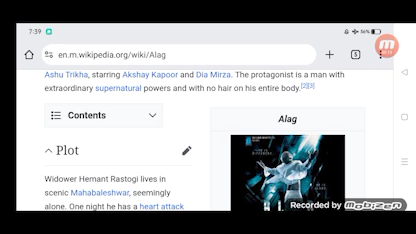 7:59
56%
en.m.wikipedia.org/wiki/Alag
5
Ashu Trikha, starring Akshay Kapoor and Dia Mirza. The protagonist is a man with
extraordinary supernatural powers and with no hair on his entire body.[2][3]
Contents
Alag
Plot
Widower Hemant Rastogi lives in
scenic Mahabaleshwar, seemingly
alone. One night he has a heart attack
Recorded by mobizen